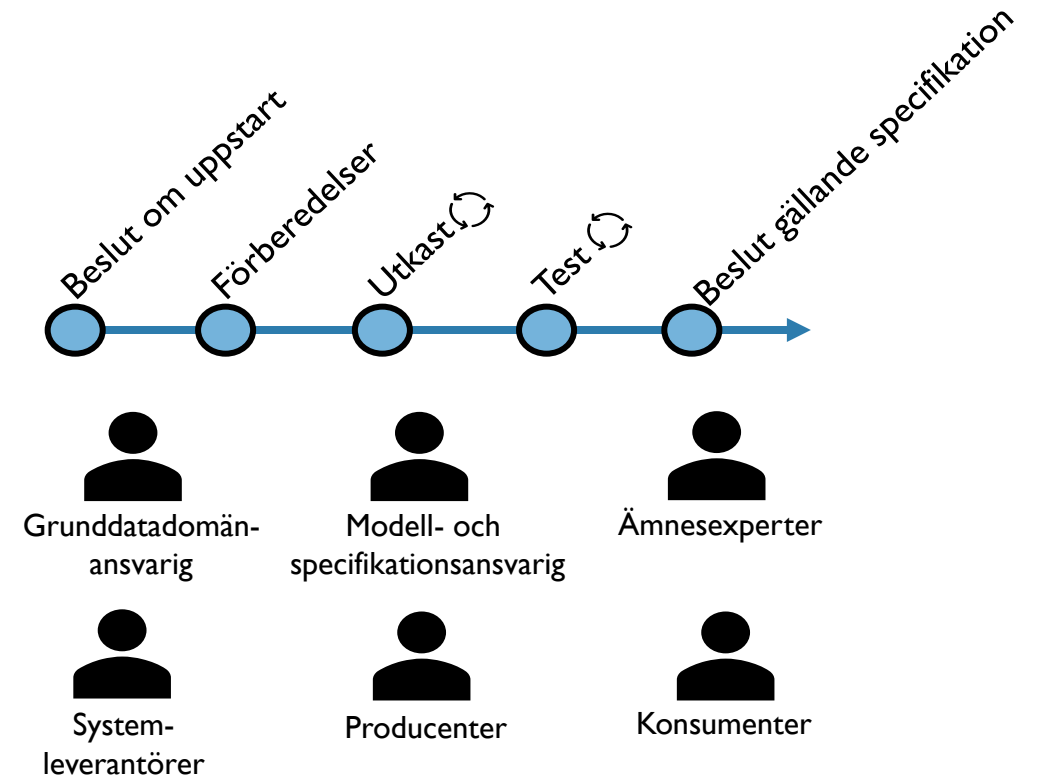 Beslut om uppstart
Förberedelser
Utkast
Test
Beslut gällande specifikation
Grunddatadomän-
ansvarig
Modell- och
specifikationsansvarig
Ämnesexperter
System-
leverantörer
Producenter
Konsumenter